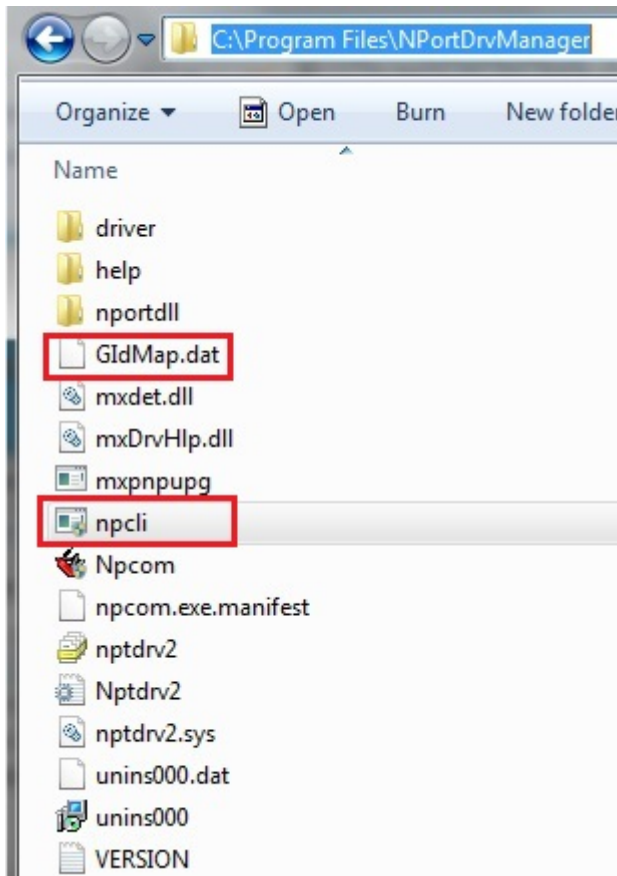 C:\Program Files\NPortDrvManager
Organize Open Burn New folder
Name
driver
help
nportdll
GIdMap.dat
mxdet.dll
mxDrvHlp.dll
mxpnpupg
npcli
Npcom
npcom.exe.manifest
nptdrv2
Nptdrv2
nptdrv2.sys
unins000.dat
unins000
VERSION